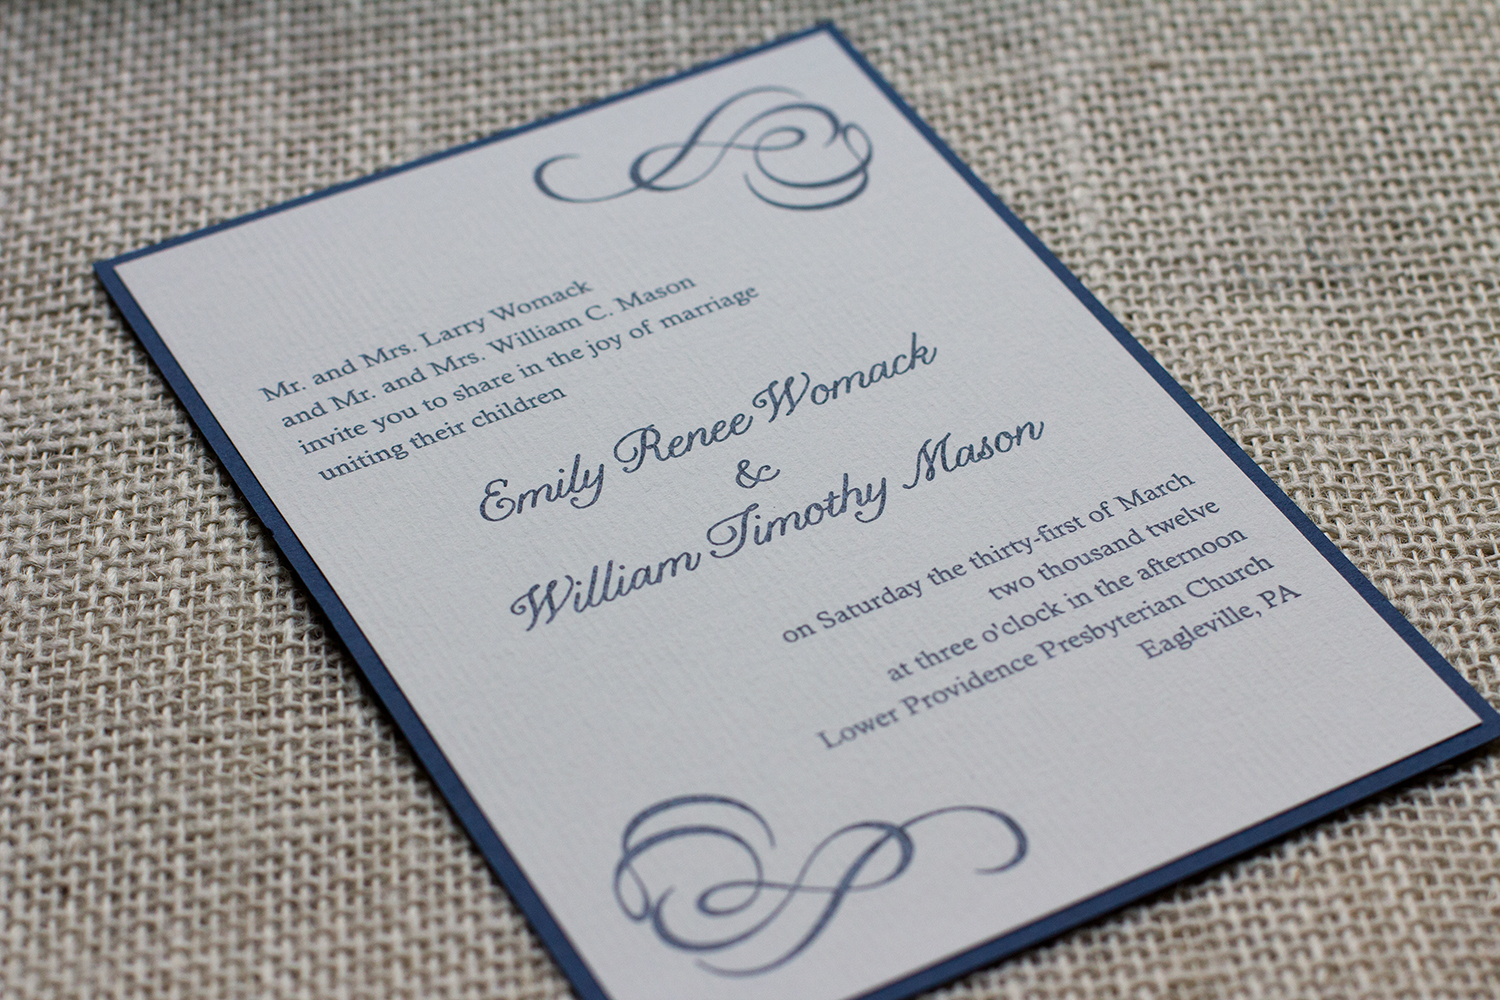 Mr. and Mrs. Larry Womack
and Mr. and Mrs. William C. Mason
invite you to share in the joy of marriage
uniting their children
Emily Renee Womack
&
William Timothy Mason
on Saturday the thirty-first of March
two thousand twelve
at three o'clock in the afternoon
Lower Providence Presbyterian Church
Eagleville, PA